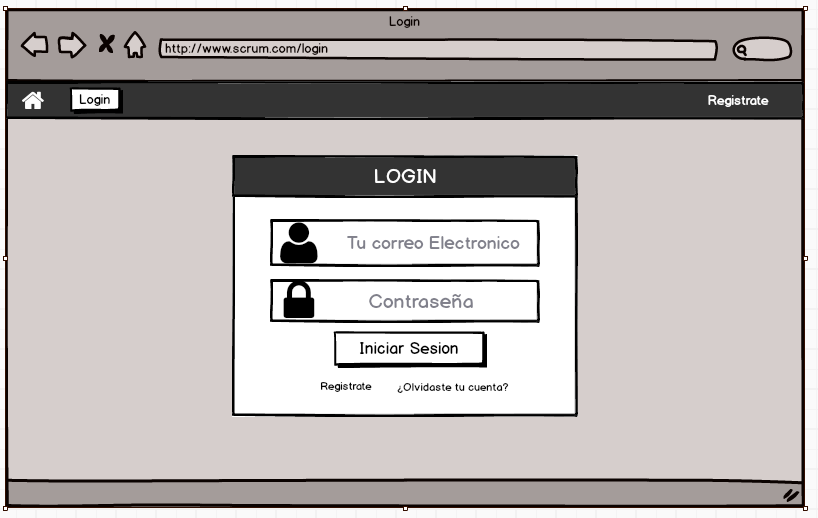 Login
http://www.scrum.com/login
Login
Registrate
LOGIN
Tu correo Electronico
Contraseña
Iniciar Sesion
Registrate ¿Olvidaste tu cuenta?